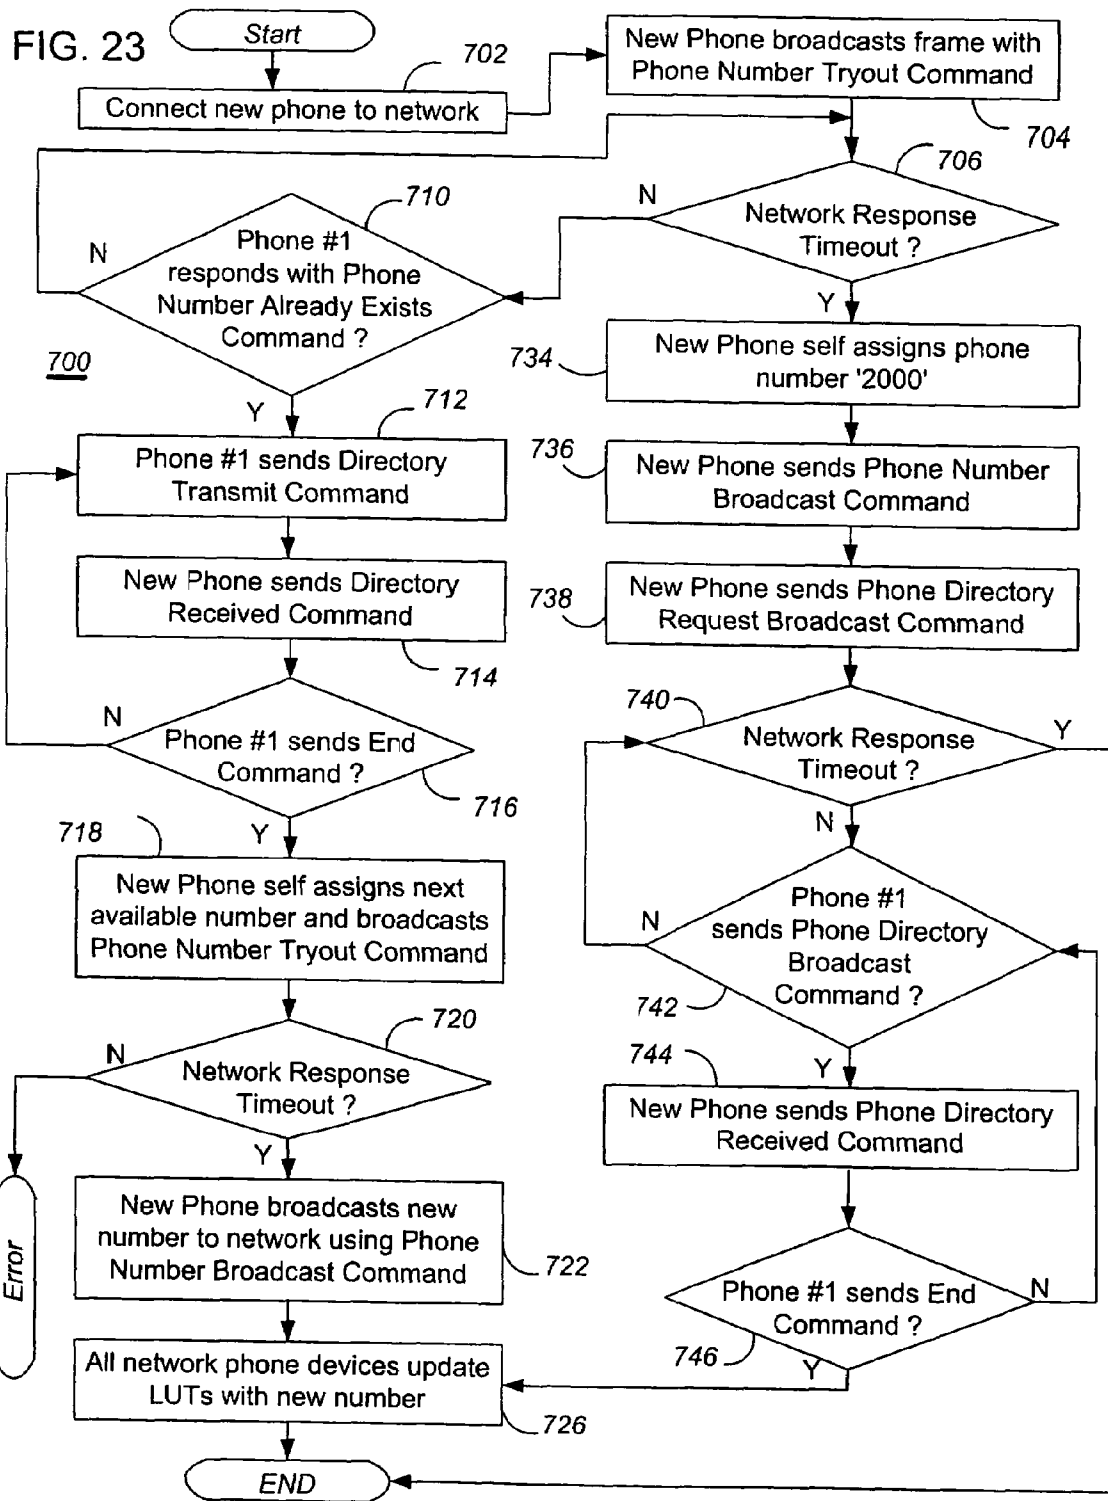 FIG. 23
Start
702
Connect new phone to network
New Phone broadcasts frame with
Phone Number Tryout Command
704
706
Network Response
Timeout ?
N
Y
710
Phone #1
responds with Phone
Number Already Exists
Command ?
N
Y
700
712
Phone #1 sends Directory
Transmit Command
New Phone sends Directory
Received Command
714
Phone #1 sends End
Command ?
N
716
Y
718
New Phone self assigns next
available number and broadcasts
Phone Number Tryout Command
720
Network Response
Timeout ?
N
Y
Error
New Phone broadcasts new
number to network using Phone
Number Broadcast Command
722
All network phone devices update
LUTs with new number
726
END
734
New Phone self assigns phone
number '2000'
736
New Phone sends Phone Number
Broadcast Command
738
New Phone sends Phone Directory
Request Broadcast Command
740
Network Response
Timeout ?
Y
N
Phone #1
sends Phone Directory
Broadcast
Command ?
N
742
Y
744
New Phone sends Phone Directory
Received Command
Phone #1 sends End
Command ?
N
746
Y